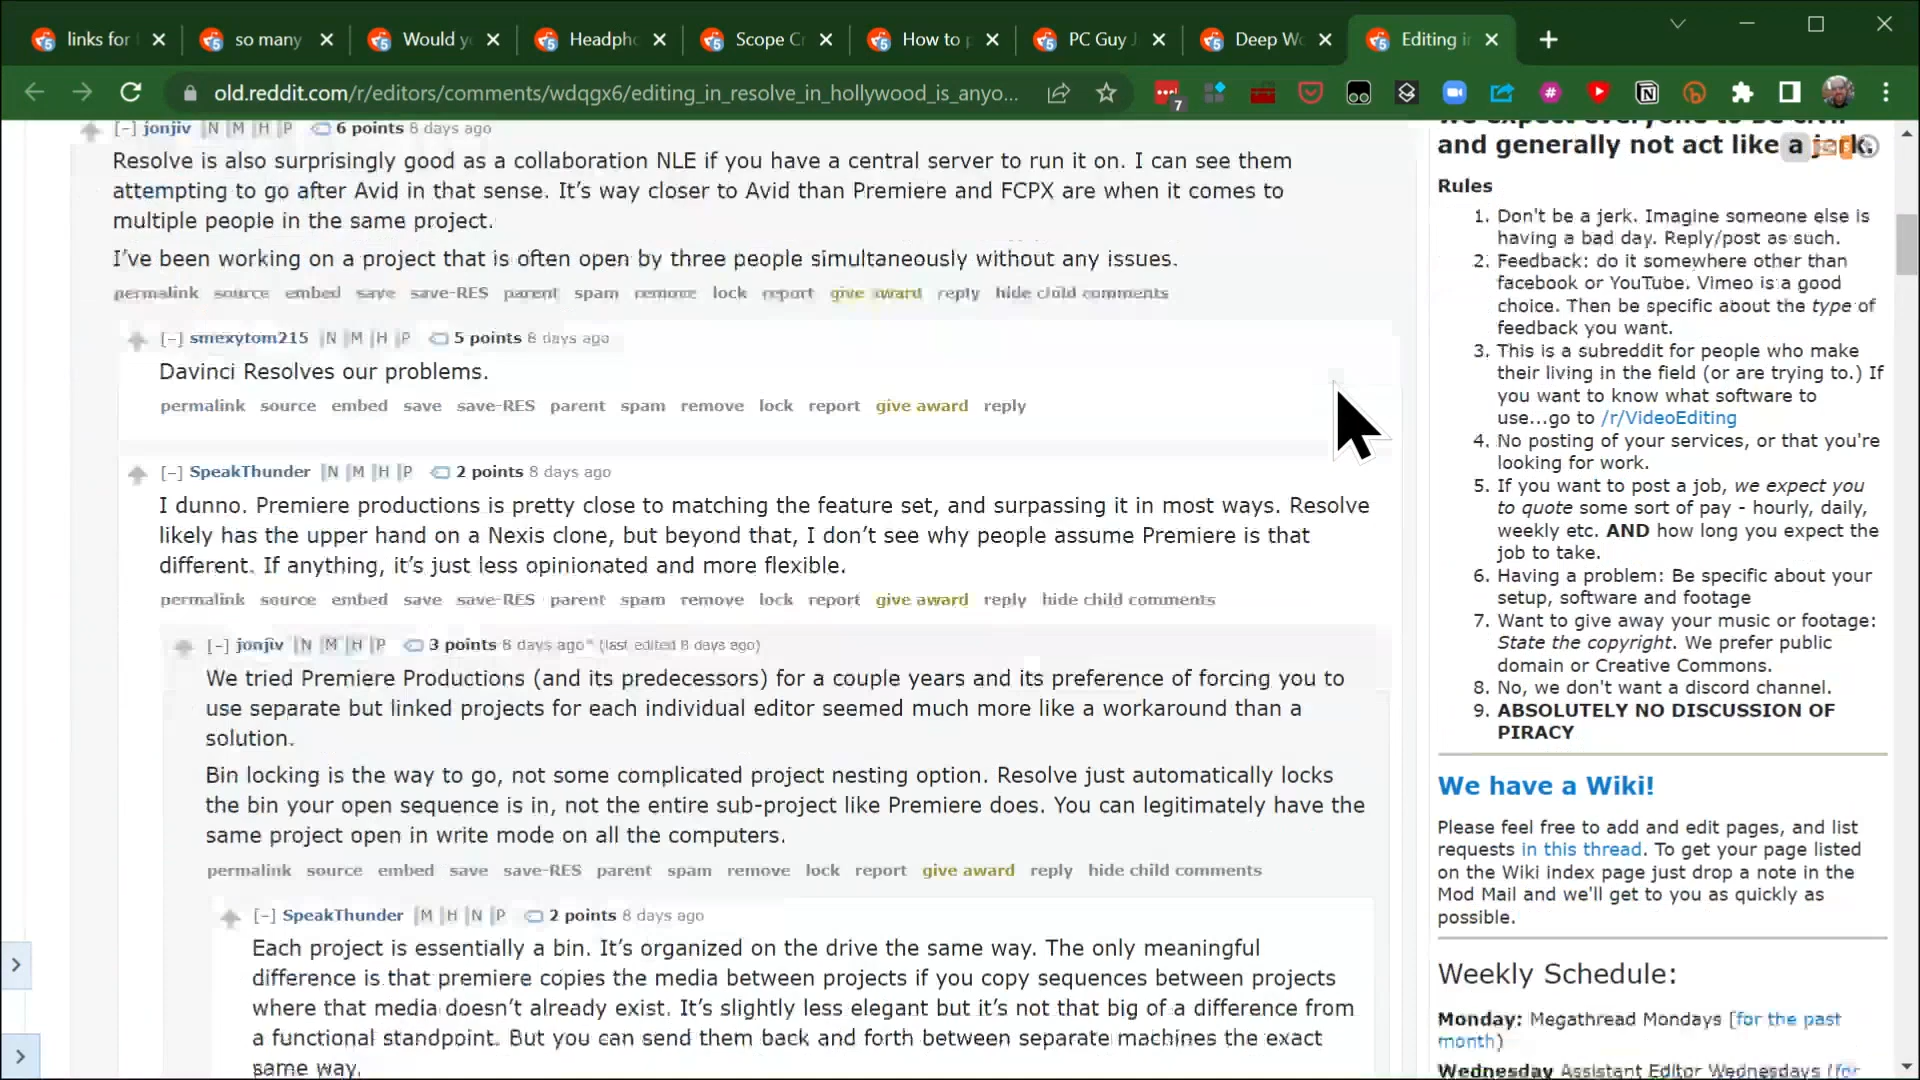 links for
so many
Would yo
Headpho
Scope Cr
How to p
PC Guy J
Deep Wo
Editing in
old.reddit.com/r/editors/comments/wdqgx6/editing_in_resolve_in_hollywood_is_anyo...
7
[–] jonjiv N M H P 6 points 8 days ago
Resolve is also surprisingly good as a collaboration NLE if you have a central server to run it on. I can see them
attempting to go after Avid in that sense. It’s way closer to Avid than Premiere and FCPX are when it comes to
multiple people in the same project.
I’ve been working on a project that is often open by three people simultaneously without any issues.
permalink source embed save save-RES parent spam remove lock report give award reply hide child comments
[–] smexytom215 N M H P 5 points 8 days ago
Davinci Resolves our problems.
permalink source embed save save-RES parent spam remove lock report give award reply
[–] SpeakThunder N M H P 2 points 8 days ago
I dunno. Premiere productions is pretty close to matching the feature set, and surpassing it in most ways. Resolve
likely has the upper hand on a Nexis clone, but beyond that, I don’t see why people assume Premiere is that
different. If anything, it’s just less opinionated and more flexible.
permalink source embed save save-RES parent spam remove lock report give award reply hide child comments
[–] jonjiv N M H P 3 points 8 days ago* (last edited 8 days ago)
We tried Premiere Productions (and its predecessors) for a couple years and its preference of forcing you to
use separate but linked projects for each individual editor seemed much more like a workaround than a
solution.
Bin locking is the way to go, not some complicated project nesting option. Resolve just automatically locks
the bin your open sequence is in, not the entire sub-project like Premiere does. You can legitimately have the
same project open in write mode on all the computers.
permalink source embed save save-RES parent spam remove lock report give award reply hide child comments
[–] SpeakThunder M H N P 2 points 8 days ago
Each project is essentially a bin. It’s organized on the drive the same way. The only meaningful
difference is that premiere copies the media between projects if you copy sequences between projects
where that media doesn’t already exist. It’s slightly less elegant but it’s not that big of a difference from
a functional standpoint. But you can send them back and forth between separate machines the exact
same way.
we expect everyone to be civil
and generally not act like a jerk.
Rules
1. Don't be a jerk. Imagine someone else is
having a bad day. Reply/post as such.
2. Feedback: do it somewhere other than
facebook or YouTube. Vimeo is a good
choice. Then be specific about the type of
feedback you want.
3. This is a subreddit for people who make
their living in the field (or are trying to.) If
you want to know what software to
use...go to /r/VideoEditing
4. No posting of your services, or that you're
looking for work.
5. If you want to post a job, we expect you
to quote some sort of pay - hourly, daily,
weekly etc. AND how long you expect the
job to take.
6. Having a problem: Be specific about your
setup, software and footage
7. Want to give away your music or footage:
State the copyright. We prefer public
domain or Creative Commons.
8. No, we don't want a discord channel.
9. ABSOLUTELY NO DISCUSSION OF
PIRACY
We have a Wiki!
Please feel free to add and edit pages, and list
requests in this thread. To get your page listed
on the Wiki index page just drop a note in the
Mod Mail and we'll get to you as quickly as
possible.
Weekly Schedule:
Monday: Megathread Mondays [for the past
month)
Wednesday Assistant Editor Wednesdays (for